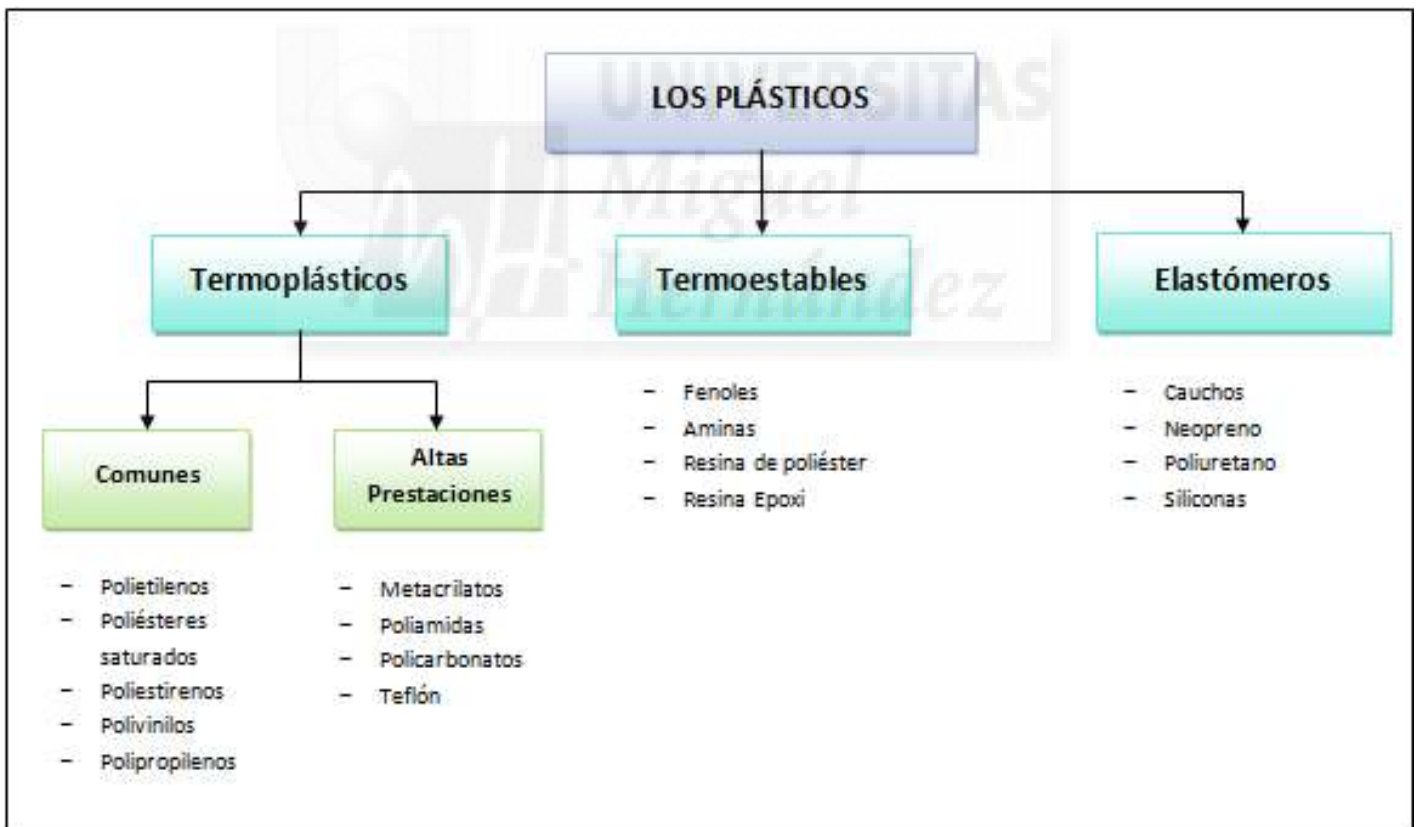 LOS PLÁSTICOS
UNIVERSITAS
Miguel
Hernández
Termoplásticos
Termoestables
Elastómeros
Comunes
Altas
Prestaciones
– Polietilenos
– Poliésteres
saturados
– Poliestirenos
– Polivinilos
– Polipropilenos
– Metacrilatos
– Poliamidas
– Policarbonatos
– Teflón
– Fenoles
– Aminas
– Resina de poliéster
– Resina Epoxi
– Cauchos
– Neopreno
– Poliuretano
– Siliconas